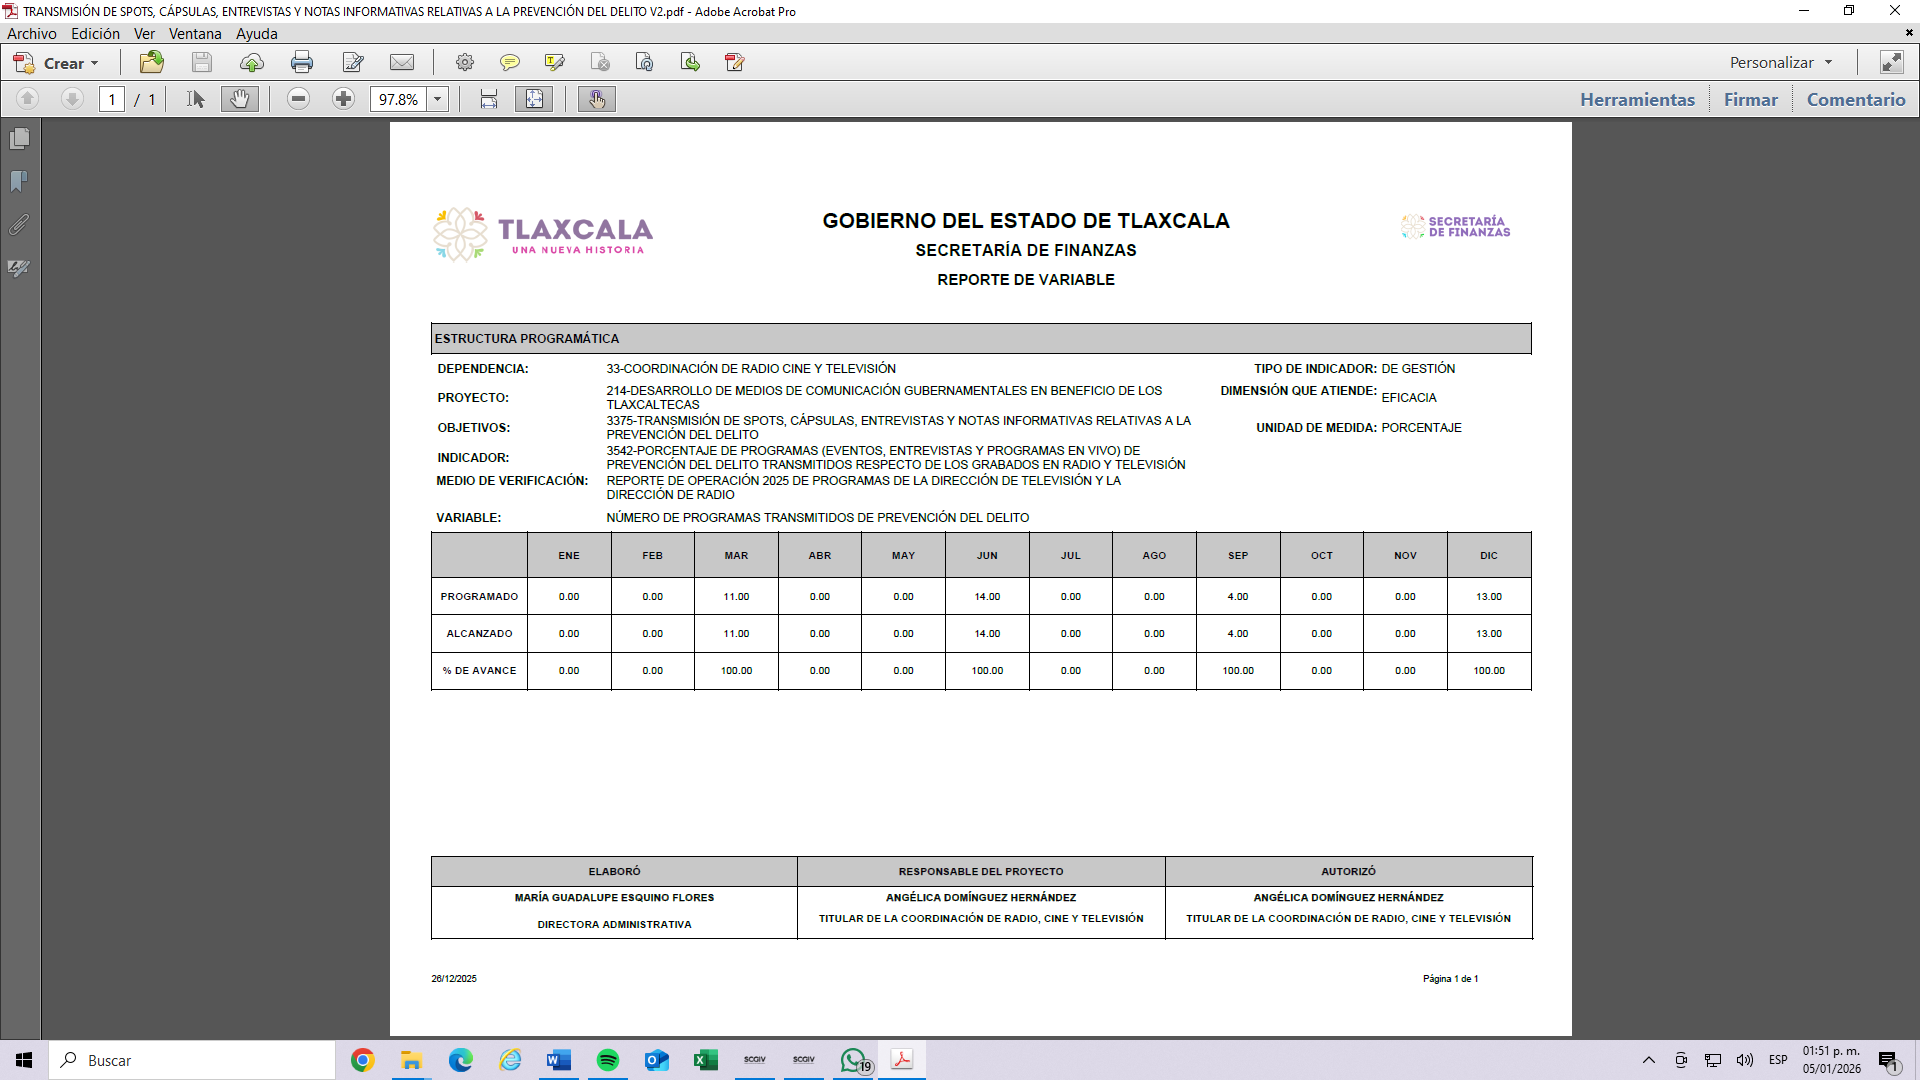 TRANSMISIÓN DE SPOTS, CÁPSULAS, ENTREVISTAS Y NOTAS INFORMATIVAS RELATIVAS A LA PREVENCIÓN DEL DELITO V2.pdf - Adobe Acrobat Pro
Archivo Edición Ver Ventana Ayuda
Crear
Personalizar
1 / 1
97.8%
Herramientas Firmar Comentario
TLAXCALA
UNA NUEVA HISTORIA
GOBIERNO DEL ESTADO DE TLAXCALA
SECRETARÍA DE FINANZAS
REPORTE DE VARIABLE
SECRETARÍA
DE FINANZAS
ESTRUCTURA PROGRAMÁTICA
DEPENDENCIA: 33-COORDINACIÓN DE RADIO CINE Y TELEVISIÓN TIPO DE INDICADOR: DE GESTIÓN
PROYECTO: 214-DESARROLLO DE MEDIOS DE COMUNICACIÓN GUBERNAMENTALES EN BENEFICIO DE LOS
TLAXCALTECAS
DIMENSIÓN QUE ATIENDE: EFICACIA
OBJETIVOS: 3375-TRANSMISIÓN DE SPOTS, CÁPSULAS, ENTREVISTAS Y NOTAS INFORMATIVAS RELATIVAS A LA
PREVENCIÓN DEL DELITO
UNIDAD DE MEDIDA: PORCENTAJE
INDICADOR: 3542-PORCENTAJE DE PROGRAMAS (EVENTOS, ENTREVISTAS Y PROGRAMAS EN VIVO) DE
PREVENCIÓN DEL DELITO TRANSMITIDOS RESPECTO DE LOS GRABADOS EN RADIO Y TELEVISIÓN
MEDIO DE VERIFICACIÓN: REPORTE DE OPERACIÓN 2025 DE PROGRAMAS DE LA DIRECCIÓN DE TELEVISIÓN Y LA
DIRECCIÓN DE RADIO
VARIABLE: NÚMERO DE PROGRAMAS TRANSMITIDOS DE PREVENCIÓN DEL DELITO
ENE FEB MAR ABR MAY JUN JUL AGO SEP OCT NOV DIC
PROGRAMADO 0.00 0.00 11.00 0.00 0.00 14.00 0.00 0.00 4.00 0.00 0.00 13.00
ALCANZADO 0.00 0.00 11.00 0.00 0.00 14.00 0.00 0.00 4.00 0.00 0.00 13.00
% DE AVANCE 0.00 0.00 100.00 0.00 0.00 100.00 0.00 0.00 100.00 0.00 0.00 100.00
ELABORÓ RESPONSABLE DEL PROYECTO AUTORIZÓ
MARÍA GUADALUPE ESQUINO FLORES ANGÉLICA DOMÍNGUEZ HERNÁNDEZ ANGÉLICA DOMÍNGUEZ HERNÁNDEZ
DIRECTORA ADMINISTRATIVA TITULAR DE LA COORDINACIÓN DE RADIO, CINE Y TELEVISIÓN TITULAR DE LA COORDINACIÓN DE RADIO, CINE Y TELEVISIÓN
26/12/2025 Página 1 de 1
Buscar
SCGIV SCGIV 19
ESP
01:51 p. m.
05/01/2026
1